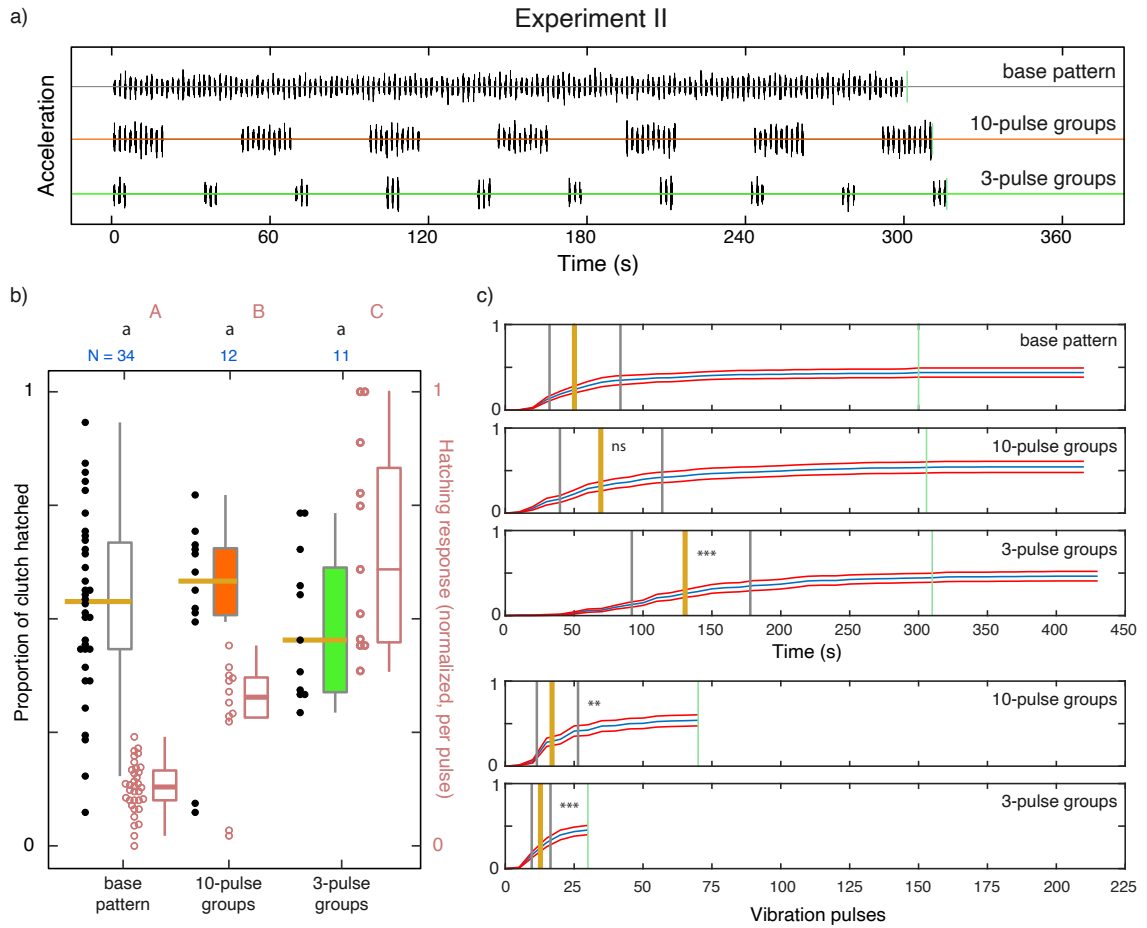 a)
Experiment II
Acceleration
base pattern
10-pulse groups
3-pulse groups
0 60 120 180 240 300 360
Time (s)
b)
A B C
a a a
N = 34 12 11
1
0
Proportion of clutch hatched
1
0
Hatching response (normalized, per pulse)
base pattern
10-pulse groups
3-pulse groups
c)
1
0
base pattern
1
0
ns
10-pulse groups
1
0
***
3-pulse groups
0 50 100 150 200 250 300 350 400 450
Time (s)
1
0
**
10-pulse groups
1
0
***
3-pulse groups
0 25 50 75 100 125 150 175 200 225
Vibration pulses